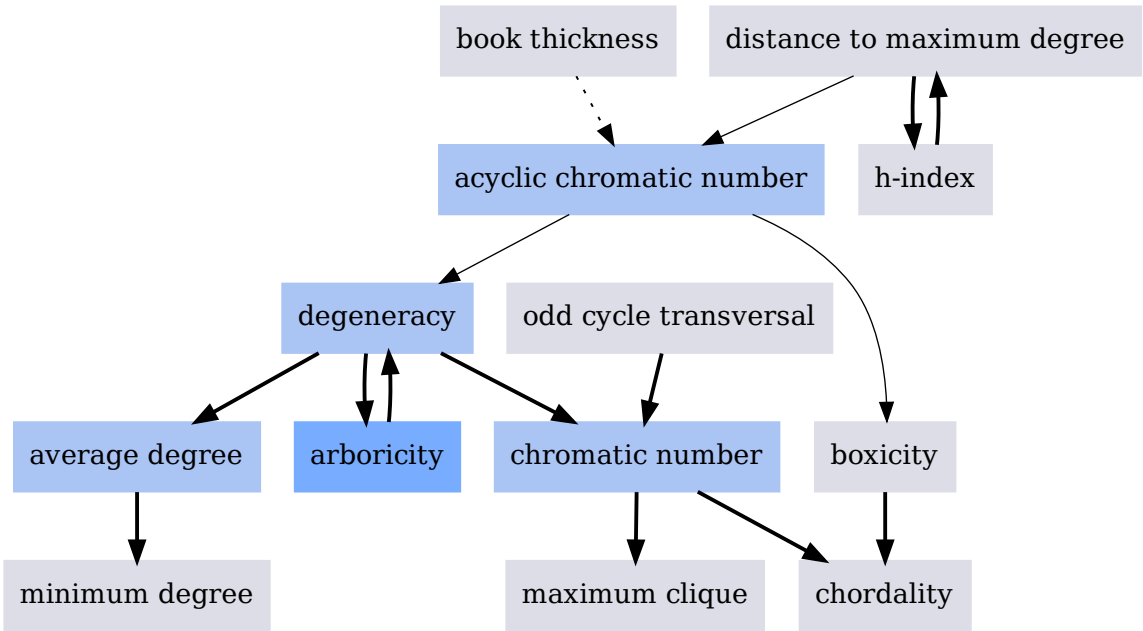 book thickness
distance to maximum degree
acyclic chromatic number
h-index
degeneracy
odd cycle transversal
average degree
arboricity
chromatic number
boxicity
minimum degree
maximum clique
chordality